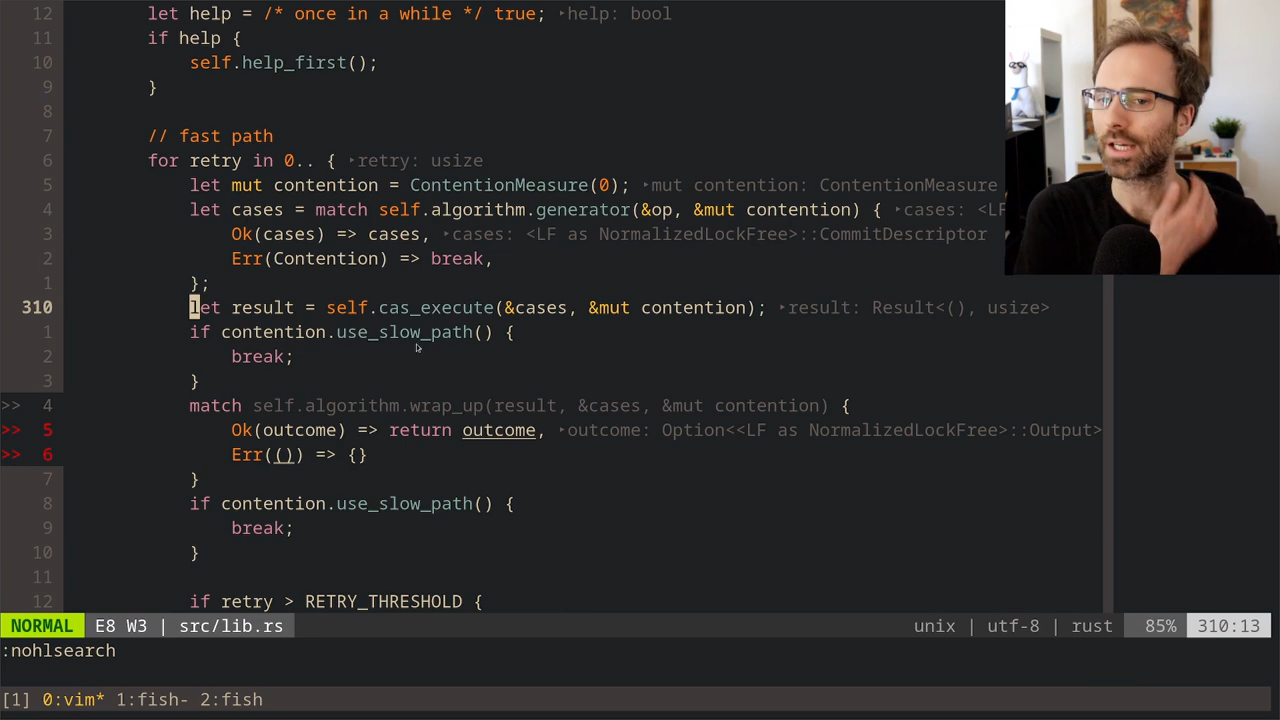 12 let help = /* once in a while */ true; ‣help: bool
11 if help {
10 self.help_first();
9 }
8
7 // fast path
6 for retry in 0.. { ‣retry: usize
5 let mut contention = ContentionMeasure(0); ‣mut contention: ContentionMeasure
4 let cases = match self.algorithm.generator(&op, &mut contention) { ‣cases: <LF
3 Ok(cases) => cases, ‣cases: <LF as NormalizedLockFree>::CommitDescriptor
2 Err(Contention) => break,
1 };
310 let result = self.cas_execute(&cases, &mut contention); ‣result: Result<(), usize>
1 if contention.use_slow_path() {
2 break;
3 }
>> 4 match self.algorithm.wrap_up(result, &cases, &mut contention) {
>> 5 Ok(outcome) => return outcome, ‣outcome: Option<<LF as NormalizedLockFree>::Output>
>> 6 Err(()) => {}
7 }
8 if contention.use_slow_path() {
9 break;
10 }
11
12 if retry > RETRY_THRESHOLD {
NORMAL E8 W3 | src/lib.rs unix | utf-8 | rust 85% 310:13
:nohlsearch
[1] 0:vim* 1:fish- 2:fish